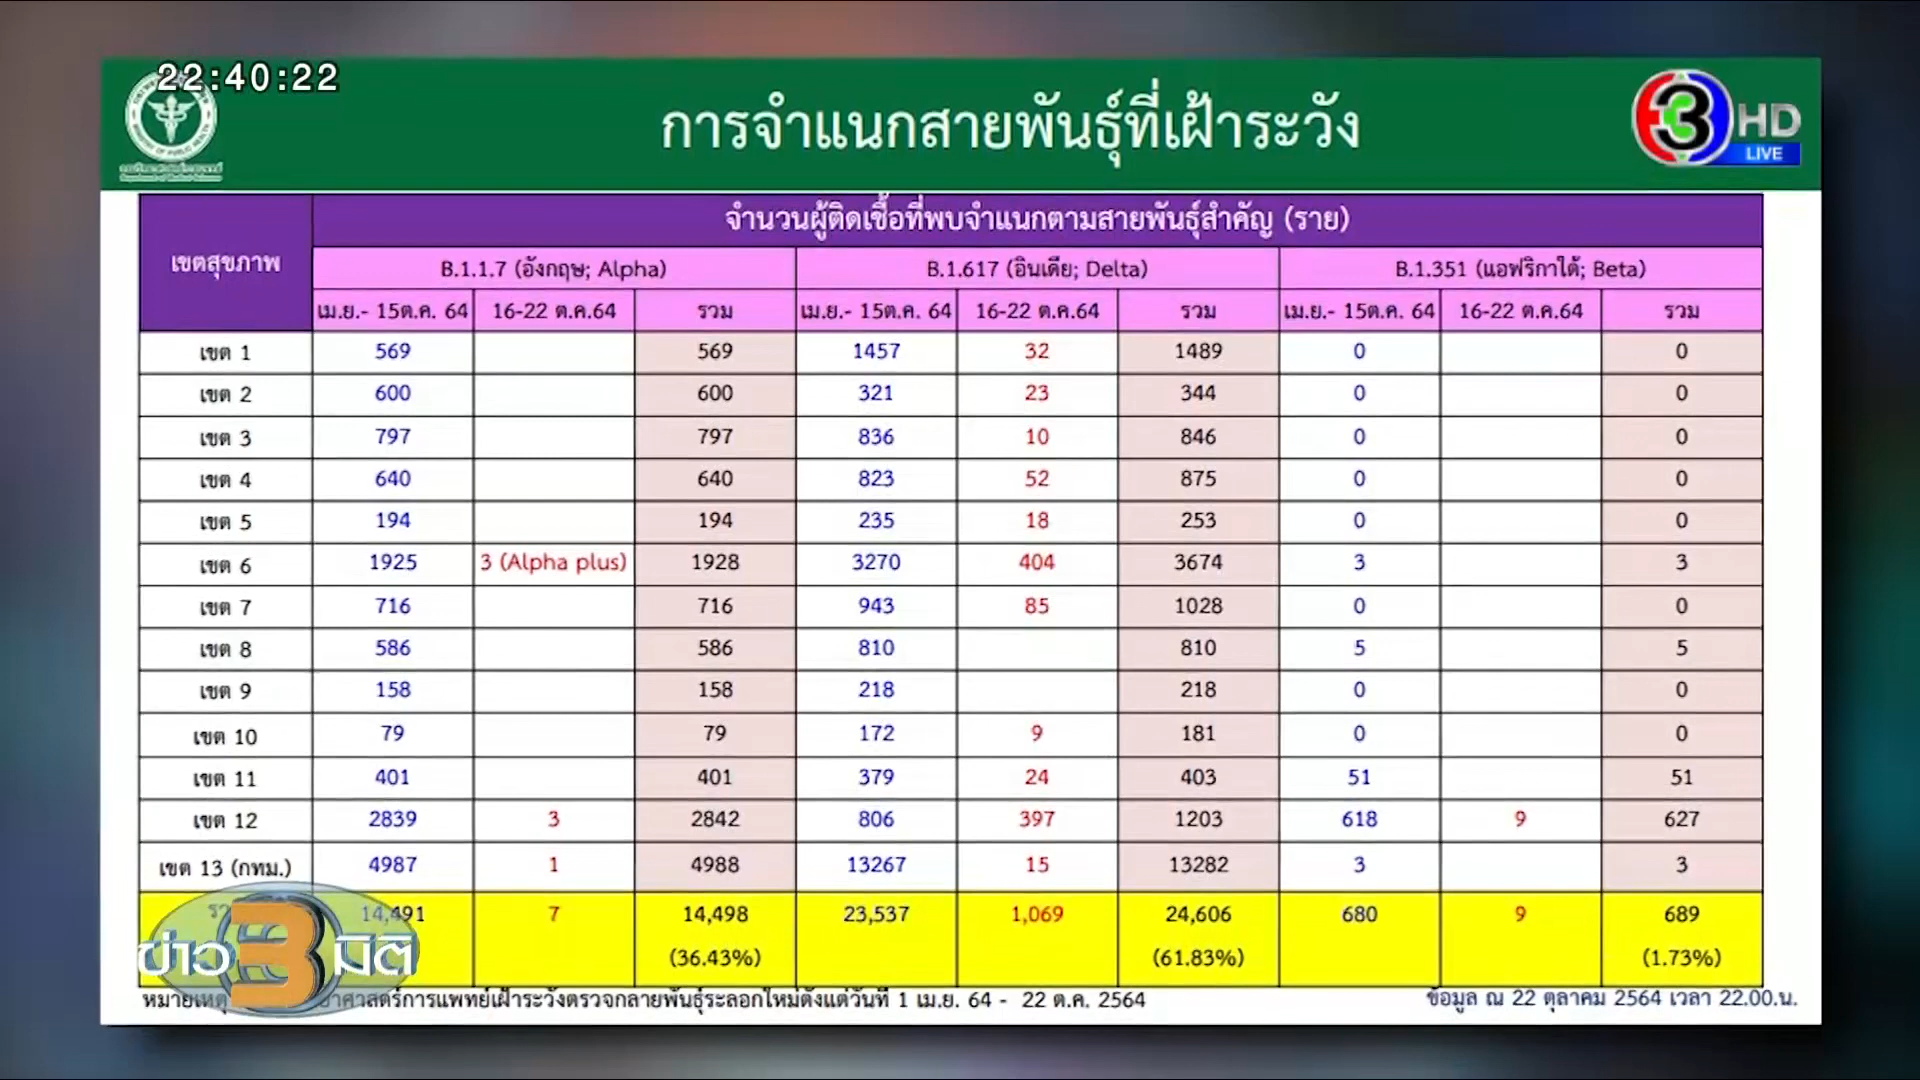 22:40:22
การจำแนกสายพันธุ์ที่เฝ้าระวัง
3 HD
LIVE
เขตสุขภาพ
จำนวนผู้ติดเชื้อที่พบจำแนกตามสายพันธุ์สำคัญ (ราย)
B.1.1.7 (อังกฤษ; Alpha) B.1.617 (อินเดีย; Delta) B.1.351 (แอฟริกาใต้; Beta)
เม.ย.- 15ต.ค. 64 16-22 ต.ค.64 รวม เม.ย.- 15ต.ค. 64 16-22 ต.ค.64 รวม เม.ย.- 15ต.ค. 64 16-22 ต.ค.64 รวม
เขต 1 569 569 1457 32 1489 0 0
เขต 2 600 600 321 23 344 0 0
เขต 3 797 797 836 10 846 0 0
เขต 4 640 640 823 52 875 0 0
เขต 5 194 194 235 18 253 0 0
เขต 6 1925 3 (Alpha plus) 1928 3270 404 3674 3 3
เขต 7 716 716 943 85 1028 0 0
เขต 8 586 586 810 810 5 5
เขต 9 158 158 218 218 0 0
เขต 10 79 79 172 9 181 0 0
เขต 11 401 401 379 24 403 51 51
เขต 12 2839 3 2842 806 397 1203 618 9 627
เขต 13 (กทม.) 4987 1 4988 13267 15 13282 3 3
14,491 7 14,498 23,537 1,069 24,606 680 9 689
(36.43%) (61.83%) (1.73%)
ข่าว 3 มิติ
หมายเหตุ าศาสตร์การแพทย์เฝ้าระวังตรวจกลายพันธุ์ระลอกใหม่ตั้งแต่วันที่ 1 เม.ย. 64 - 22 ต.ค. 2564
ข้อมูล ณ 22 ตุลาคม 2564 เวลา 22.00.น.